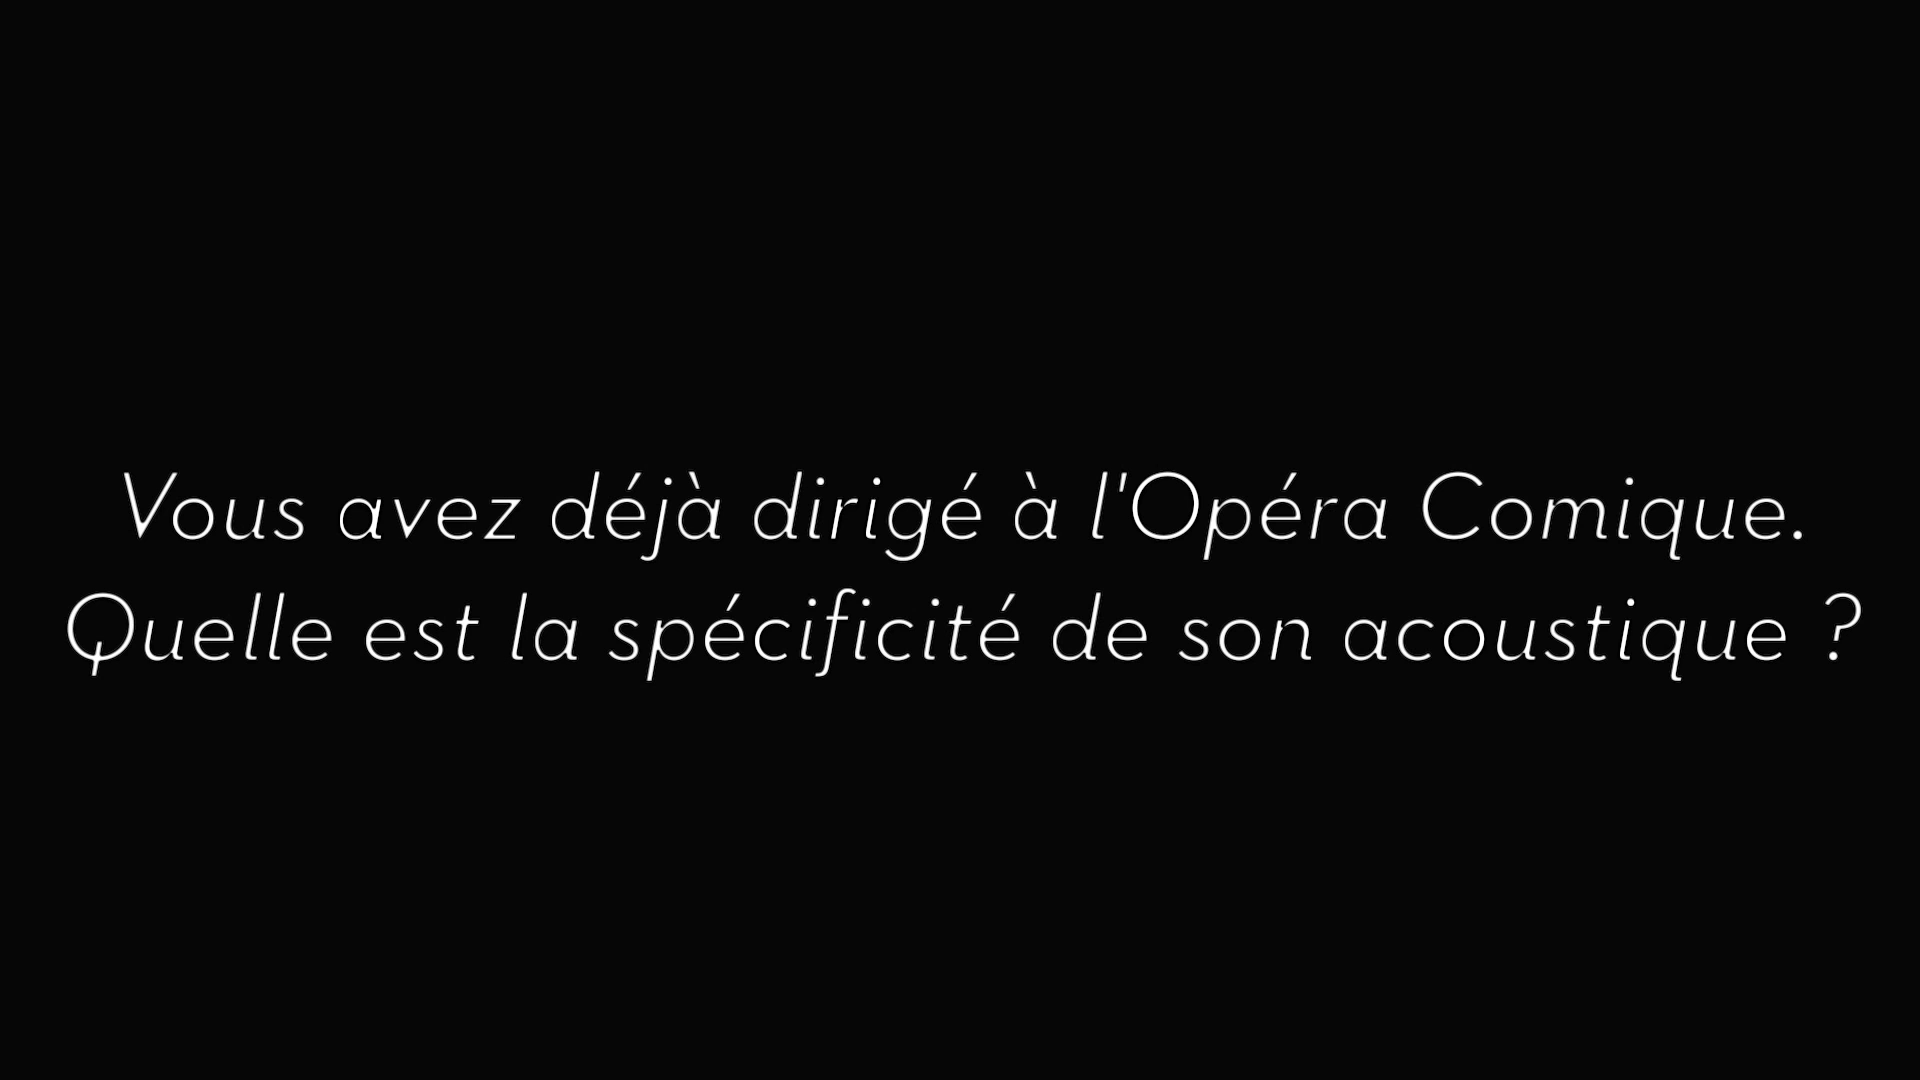 Vous avez déjà dirigé à l'Opéra Comique.
Quelle est la spécificité de son acoustique ?